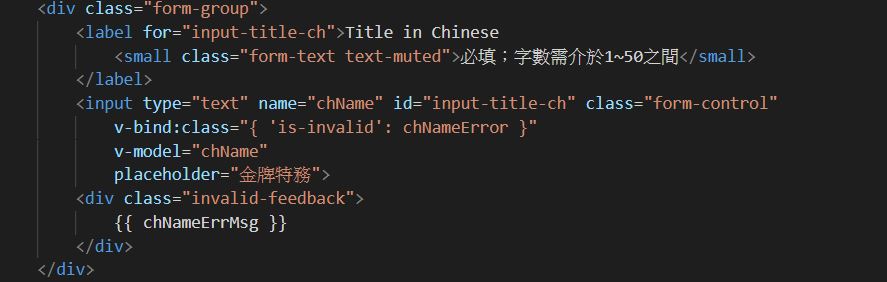 <div class="form-group">
<label for="input-title-ch">Title in Chinese
<small class="form-text text-muted">必填；字數需介於1~50之間</small>
</label>
<input type="text" name="chName" id="input-title-ch" class="form-control"
v-bind:class="{ 'is-invalid': chNameError }"
v-model="chName"
placeholder="金牌特務">
<div class="invalid-feedback">
{{ chNameErrMsg }}
</div>
</div>